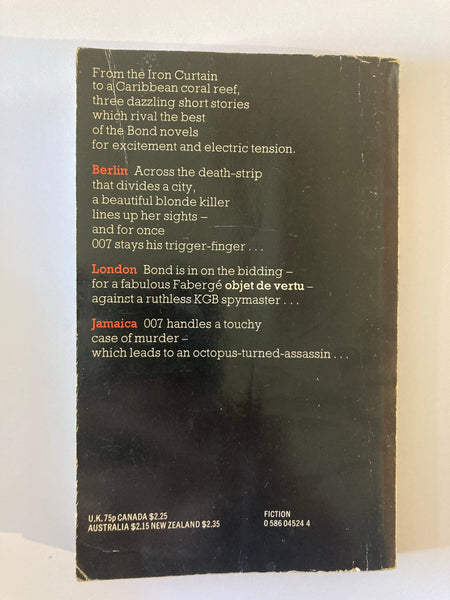 From the Iron Curtain
to a Caribbean coral reef,
three dazzling short stories
which rival the best
of the Bond novels
for excitement and electric tension.
Berlin Across the death-strip
that divides a city,
a beautiful blonde killer
lines up her sights –
and for once
007 stays his trigger-finger . . .
London Bond is in on the bidding –
for a fabulous Fabergé objet de vertu –
against a ruthless KGB spymaster . . .
Jamaica 007 handles a touchy
case of murder –
which leads to an octopus-turned-assassin . . .
U.K. 75p CANADA $2.25
AUSTRALIA $2.15 NEW ZEALAND $2.35
FICTION
0 586 04524 4